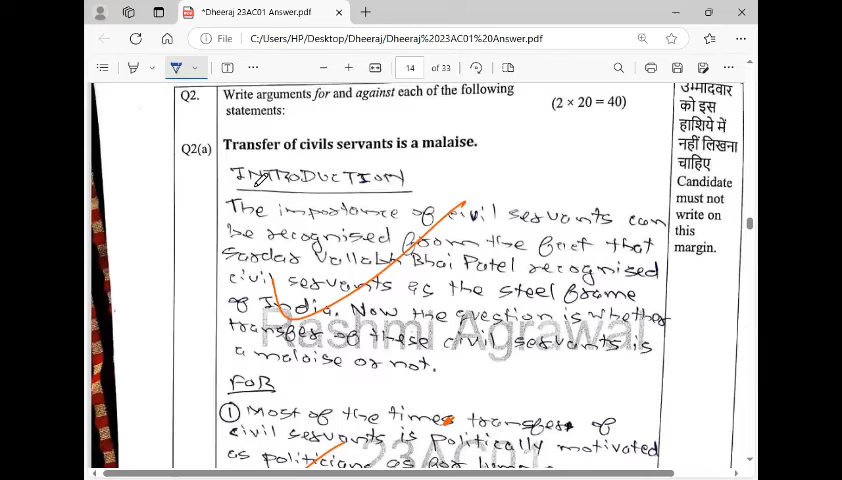 *Dheeraj 23AC01 Answer.pdf
File
C:/Users/HP/Desktop/Dheeraj/Dheeraj%2023AC01%20Answer.pdf
14 of 33
Q2. Write arguments for and against each of the following
statements:
(2 × 20 = 40)
Q2(a) Transfer of civils servants is a malaise.
INTRODUCTION
The importance of civil servants can
be recognised from the fact that
Sardar Vallabh Bhai Patel recognised
civil servants as the steel frame
of India. Now the question is whether
transfer of these civil servants is
a malaise or not.
FOR
1 Most of the times transfer of
civil servants is politically motivated
as politicians as
उम्मीदवार
को इस
हाशिये में
नहीं लिखना
चाहिए
Candidate
must not
write on
this
margin.
Rashmi Agrawal
23AC01